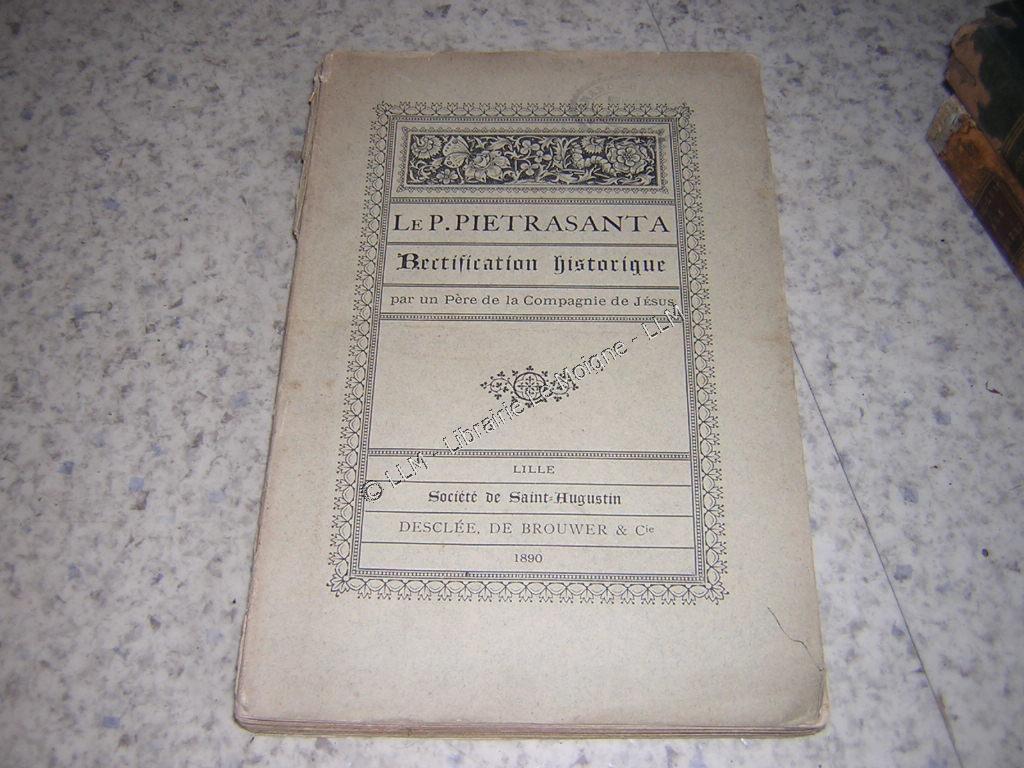 LE P. PIETRASANTA
Rectification historique
par un Père de la Compagnie de JÉSUS
© LLM - Librairie Le Moigne - LLM
LILLE
Société de Saint-Augustin
DESCLÉE, DE BROUWER & Cie
1890